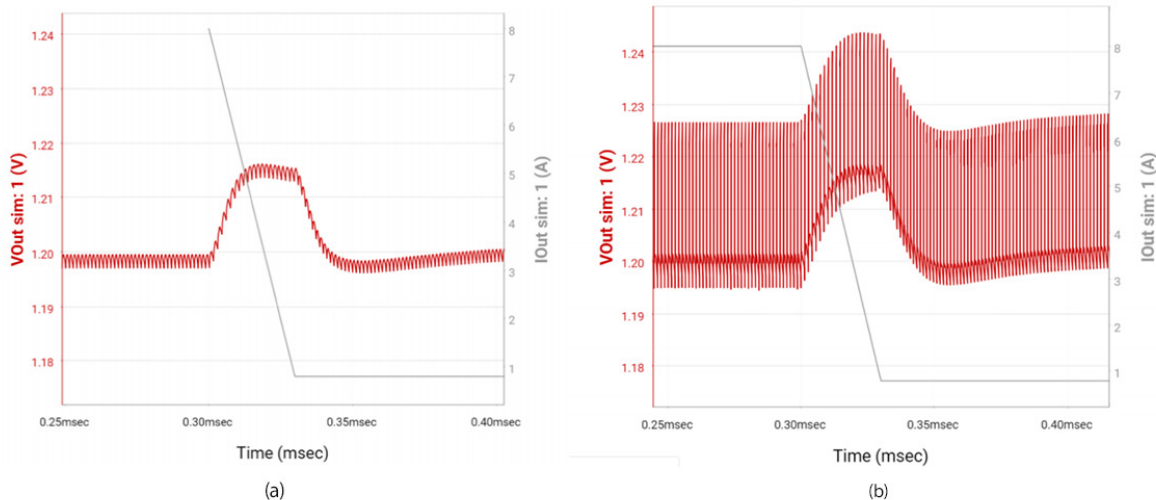 VOut sim: 1 (V)
1.24
1.23
1.22
1.21
1.20
1.19
1.18
8
7
6
5
4
3
2
1
IOut sim: 1 (A)
0.25msec
0.30msec
0.35msec
0.40msec
Time (msec)
(a)
VOut sim: 1 (V)
1.24
1.23
1.22
1.21
1.20
1.19
1.18
8
7
6
5
4
3
2
1
IOut sim: 1 (A)
0.25msec
0.30msec
0.35msec
0.40msec
Time (msec)
(b)